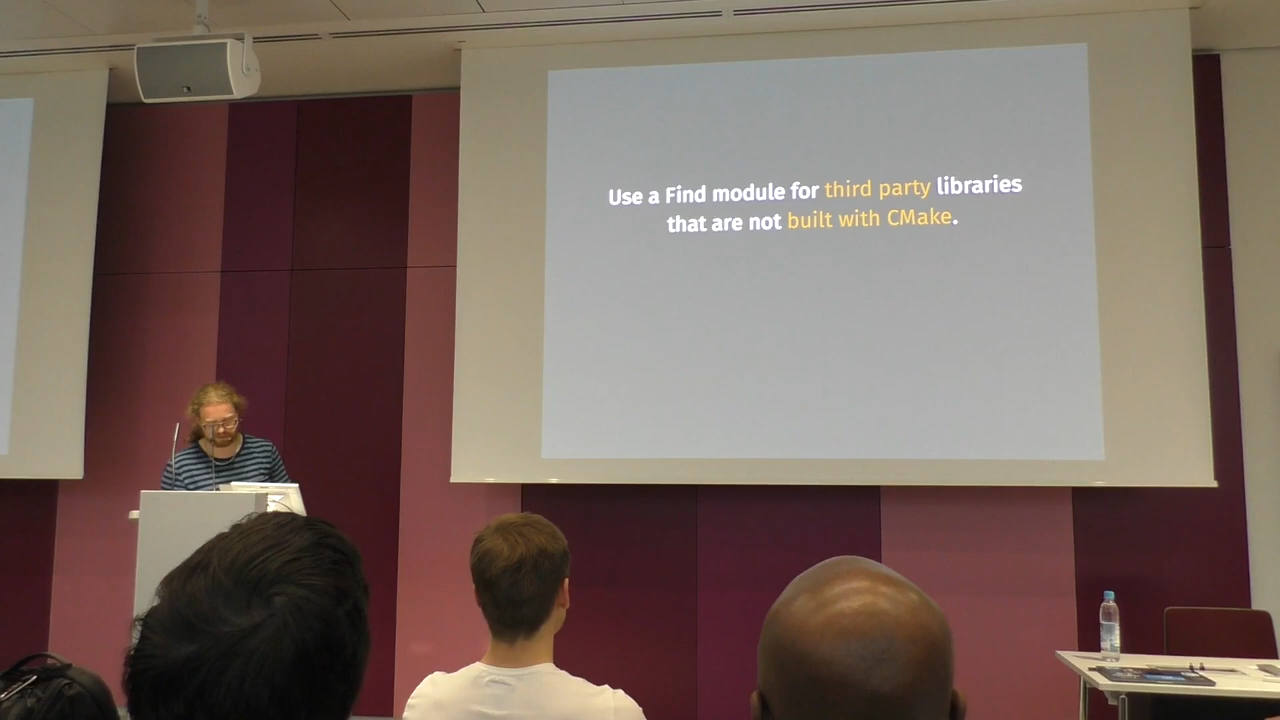 Use a Find module for third party libraries
that are not built with CMake.